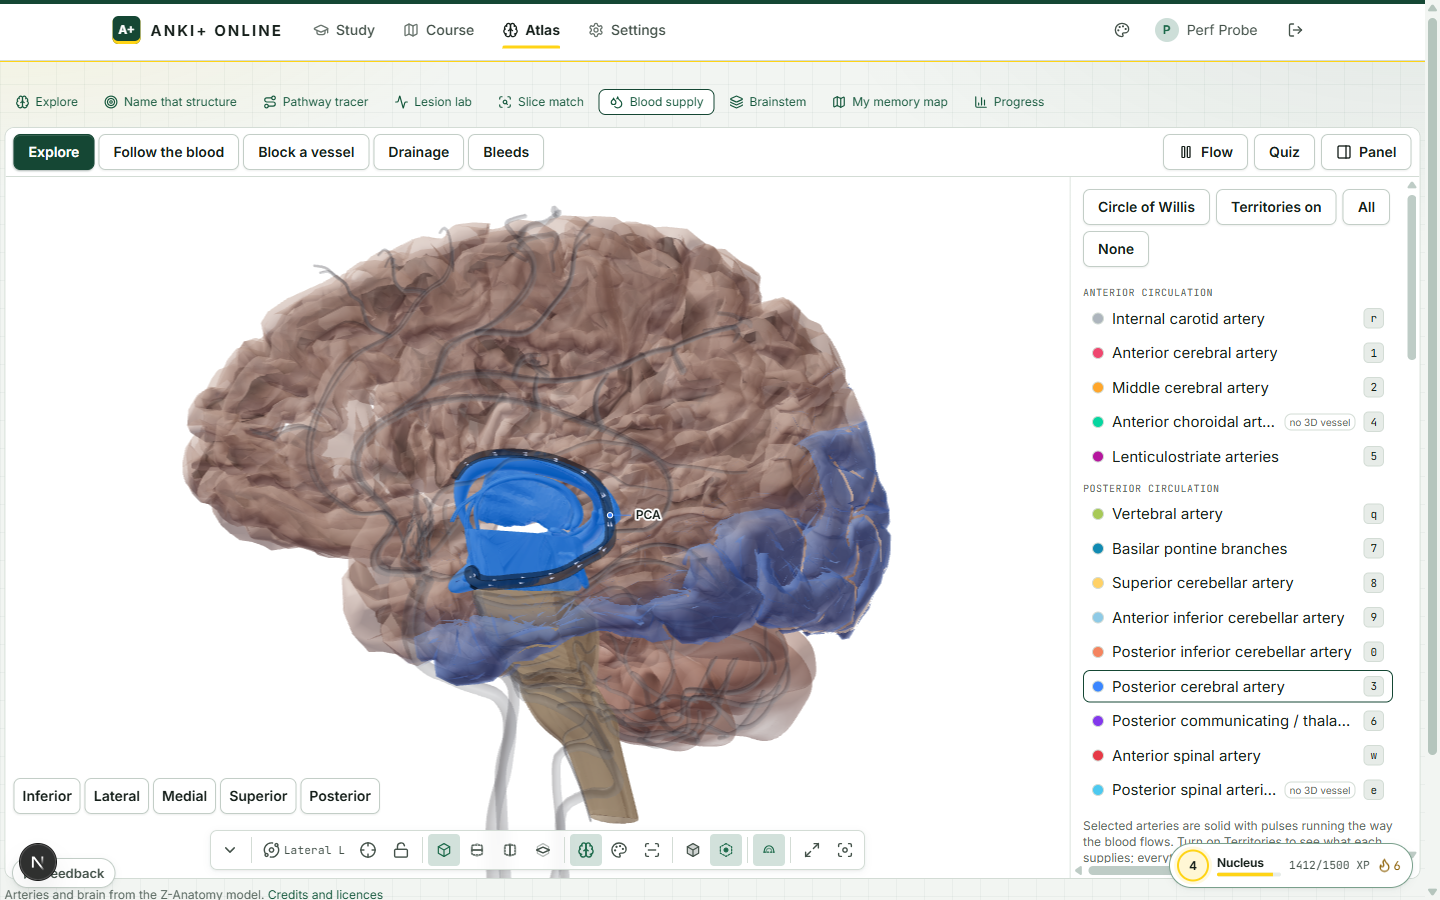 A+ ANKI+ ONLINE Study Course Atlas Settings P Perf Probe
Explore Name that structure Pathway tracer Lesion lab Slice match Blood supply Brainstem My memory map Progress
Explore Follow the blood Block a vessel Drainage Bleeds Flow Quiz Panel
Circle of Willis Territories on All
None
ANTERIOR CIRCULATION
Internal carotid artery r
Anterior cerebral artery 1
Middle cerebral artery 2
Anterior choroidal art... no 3D vessel 4
Lenticulostriate arteries 5
POSTERIOR CIRCULATION
Vertebral artery q
Basilar pontine branches 7
Superior cerebellar artery 8
Anterior inferior cerebellar artery 9
Posterior inferior cerebellar artery 0
Posterior cerebral artery 3
Posterior communicating / thala... 6
Anterior spinal artery w
Posterior spinal arteri... no 3D vessel e
Selected arteries are solid with pulses running the way
the blood flows. Turn on Territories to see what each
supplies;
PCA
Inferior Lateral Medial Superior Posterior
Lateral L
N eedback
4 Nucleus 1412/1500 XP 6
Arteries and brain from the Z-Anatomy model. Credits and licences